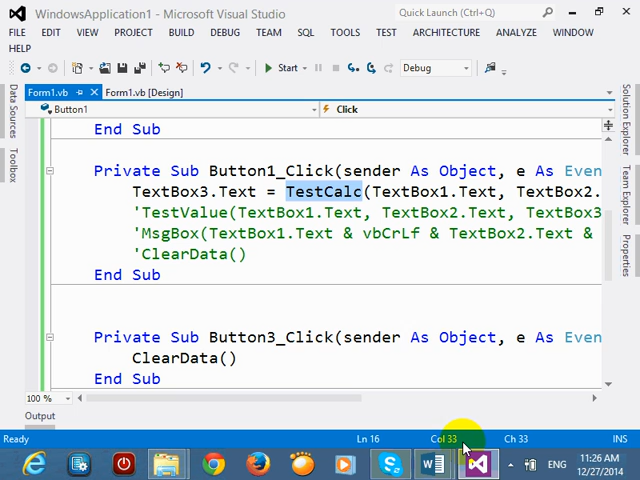 WindowsApplication1 - Microsoft Visual Studio
Quick Launch (Ctrl+Q)
FILE EDIT VIEW PROJECT BUILD DEBUG TEAM SQL TOOLS TEST ARCHITECTURE ANALYZE WINDOW
HELP
Start Debug
Form1.vb Form1.vb [Design]
Button1 Click
Data Sources
Toolbox
Solution Explorer
Team Explorer
Properties
End Sub
Private Sub Button1_Click(sender As Object, e As Even
TextBox3.Text = TestCalc(TextBox1.Text, TextBox2.
'TestValue(TextBox1.Text, TextBox2.Text, TextBox3
'MsgBox(TextBox1.Text & vbCrLf & TextBox2.Text &
'ClearData()
End Sub
Private Sub Button3_Click(sender As Object, e As Even
ClearData()
End Sub
100 %
Output
Ready Ln 16 Col 33 Ch 33 INS
ENG 11:26 AM
12/27/2014